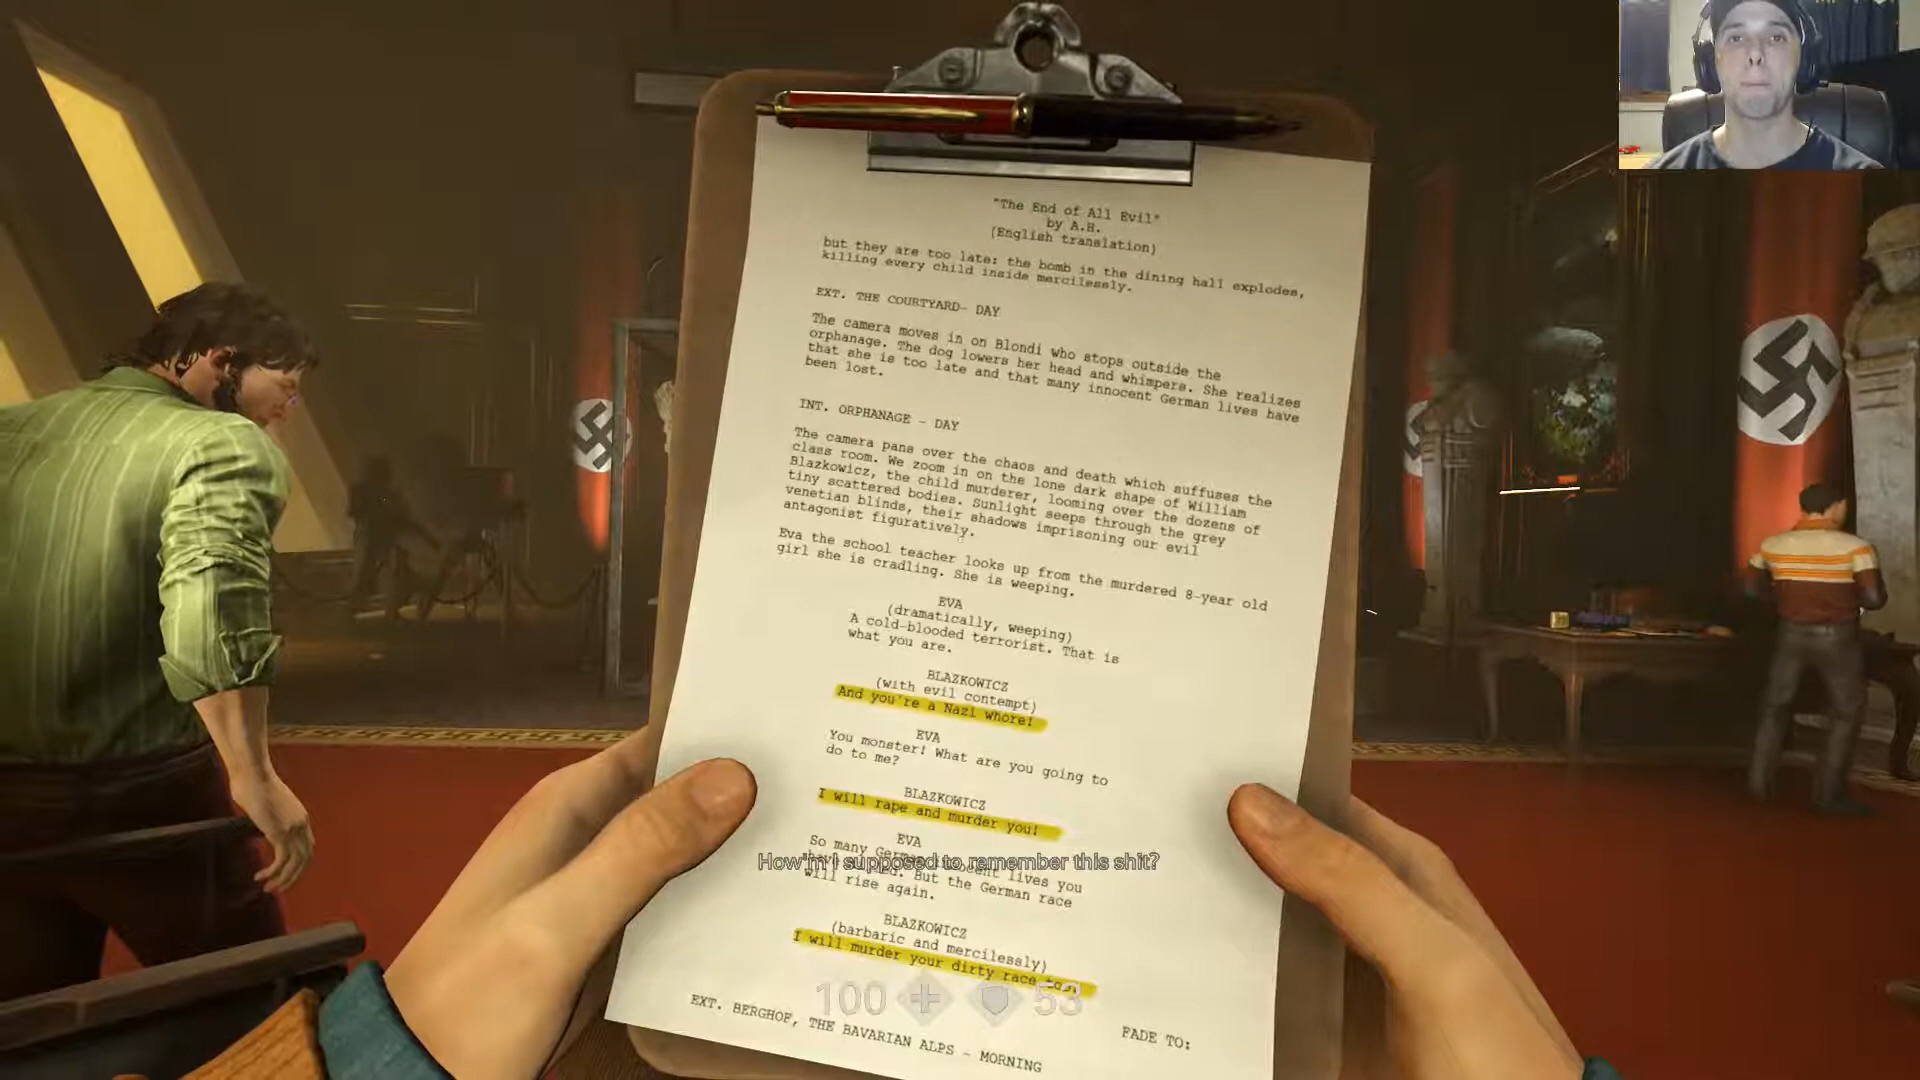 "The End of All Evil"
by A.H.
(English translation)
but they are too late: the bomb in the dining hall explodes,
killing every child inside mercilessly.
EXT. THE COURTYARD- DAY
The camera moves in on Blondi who stops outside the
orphanage. The dog lowers her head and whimpers. She realizes
that she is too late and that many innocent German lives have
been lost.
INT. ORPHANAGE - DAY
The camera pans over the chaos and death which suffuses the
class room. We zoom in on the lone dark shape of William
Blazkowicz, the child murderer, looming over the dozens of
tiny scattered bodies. Sunlight seeps through the grey
venetian blinds, their shadows imprisoning our evil
antagonist figuratively.
Eva the school teacher looks up from the murdered 8-year old
girl she is cradling. She is weeping.
EVA
(dramatically, weeping)
A cold-blooded terrorist. That is
what you are.
BLAZKOWICZ
(with evil contempt)
And you're a Nazi whore!
EVA
You monster! What are you going to
do to me?
BLAZKOWICZ
I will rape and murder you!
EVA
So many German lives you
But the German race
will rise again.
How'm I supposed to remember this shit?
BLAZKOWICZ
(barbaric and mercilessly)
I will murder your dirty race too!
100 53
FADE TO:
EXT. BERGHOF, THE BAVARIAN ALPS - MORNING